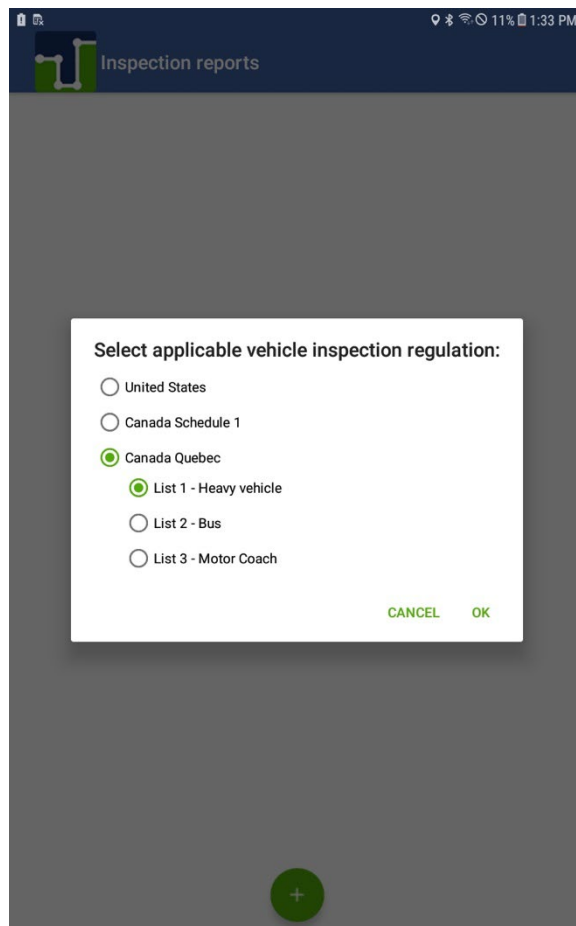 11% 1:33 PM
Inspection reports
Select applicable vehicle inspection regulation:
United States
Canada Schedule 1
Canada Quebec
List 1 - Heavy vehicle
List 2 - Bus
List 3 - Motor Coach
CANCEL OK
+